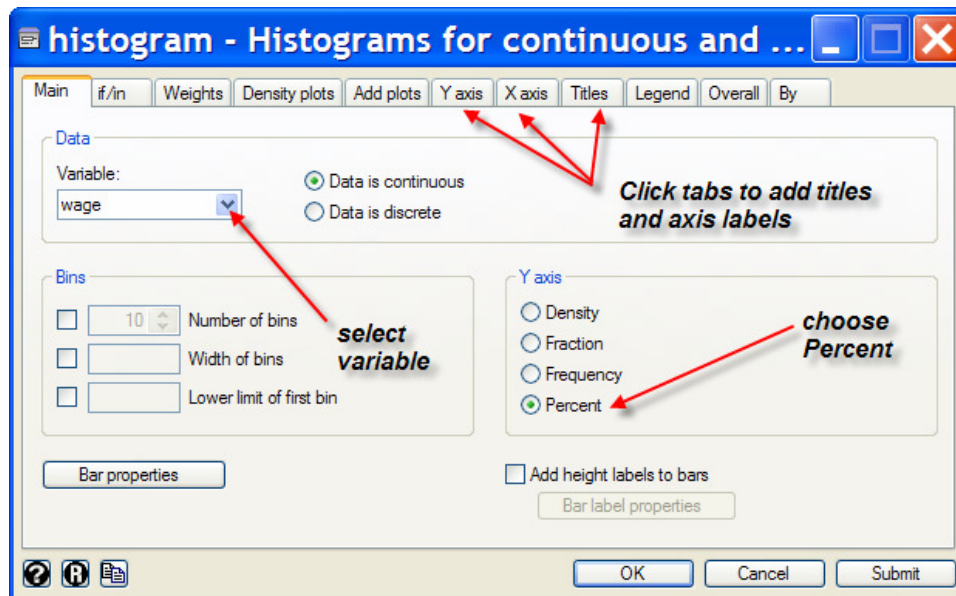 histogram - Histograms for continuous and ...
Main if/in Weights Density plots Add plots Y axis X axis Titles Legend Overall By
Data
Variable:
wage
Data is continuous
Data is discrete
Click tabs to add titles
and axis labels
Bins
10 Number of bins
Width of bins
Lower limit of first bin
select
variable
Y axis
Density
Fraction
Frequency
Percent
choose
Percent
Bar properties
Add height labels to bars
Bar label properties
? R
OK Cancel Submit